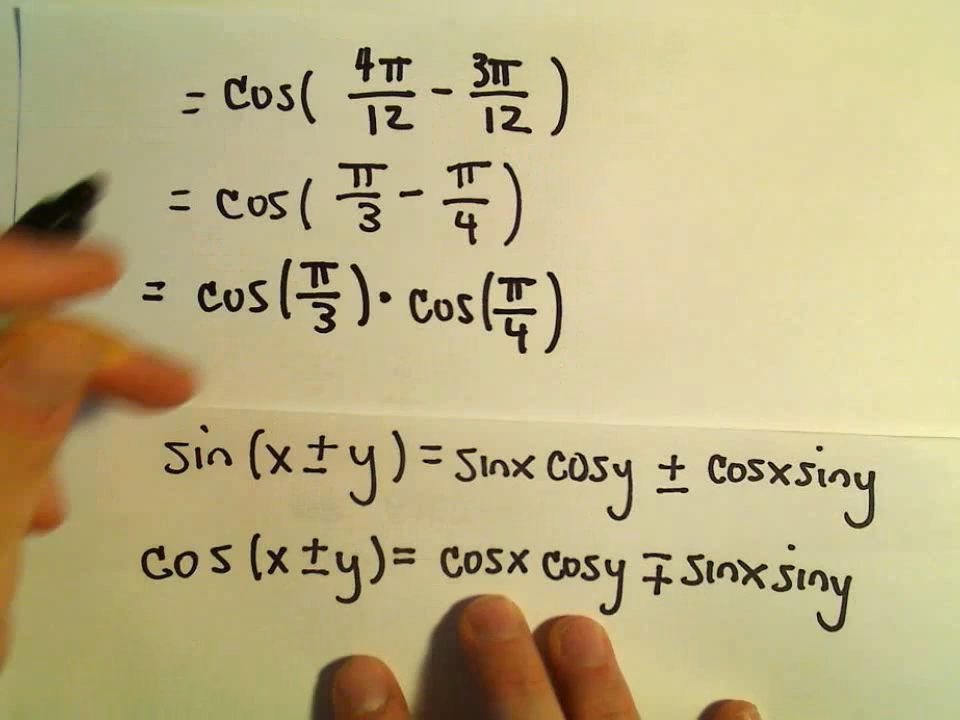 = cos( 4π/12 − 3π/12 )
= cos( π/3 − π/4 )
= cos(π/3) · cos(π/4)
sin(x ± y) = sinx cosy ± cosx siny
cos(x ± y) = cosx cosy ∓ sinx siny